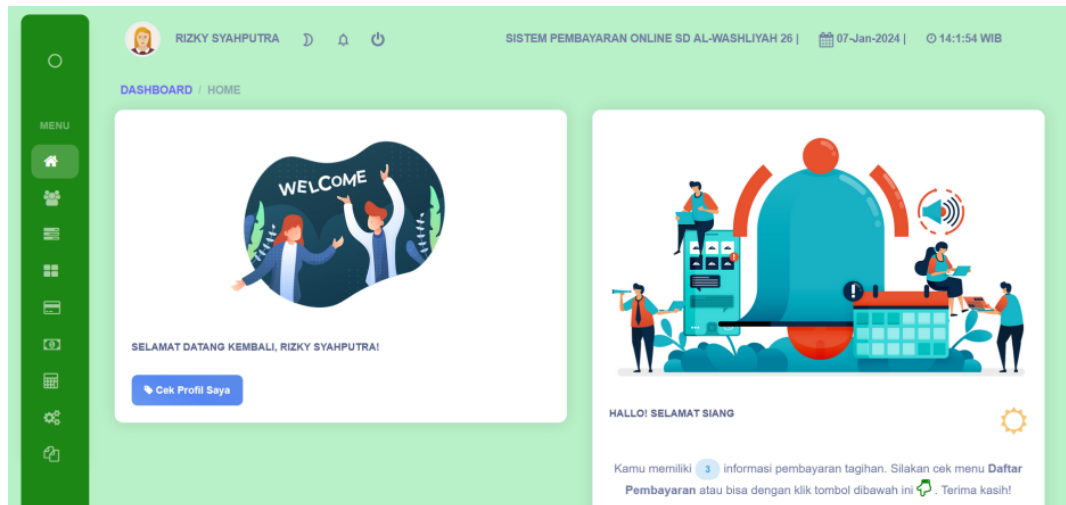 RIZKY SYAHPUTRA
SISTEM PEMBAYARAN ONLINE SD AL-WASHLIYAH 26 | 07-Jan-2024 | 14:1:54 WIB
DASHBOARD / HOME
MENU
WELCOME
SELAMAT DATANG KEMBALI, RIZKY SYAHPUTRA!
Cek Profil Saya
HALLO! SELAMAT SIANG
Kamu memiliki 3 informasi pembayaran tagihan. Silakan cek menu Daftar
Pembayaran atau bisa dengan klik tombol dibawah ini . Terima kasih!